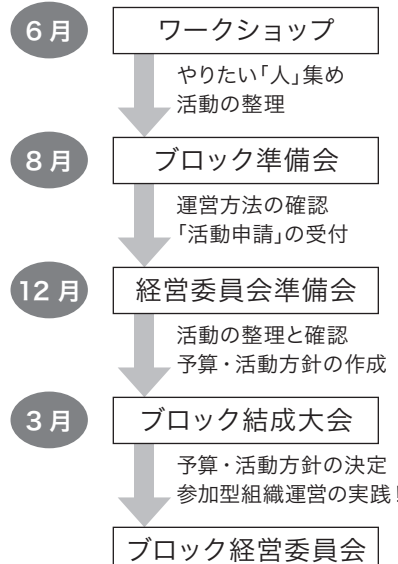 6月
ワークショップ
やりたい「人」集め
活動の整理
8月
ブロック準備会
運営方法の確認
「活動申請」の受付
12月
経営委員会準備会
活動の整理と確認
予算・活動方針の作成
3月
ブロック結成大会
予算・活動方針の決定
参加型組織運営の実践!
ブロック経営委員会